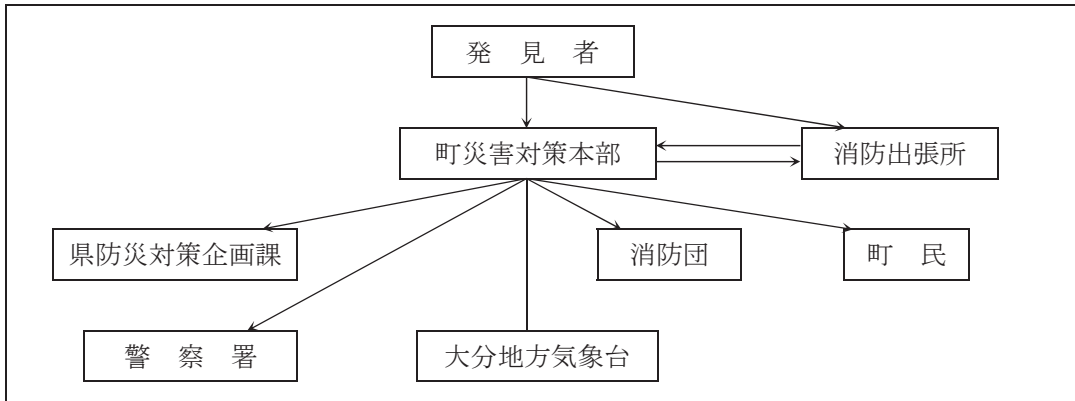 発見者
町災害対策本部
消防出張所
県防災対策企画課
消防団
町民
警察署
大分地方気象台